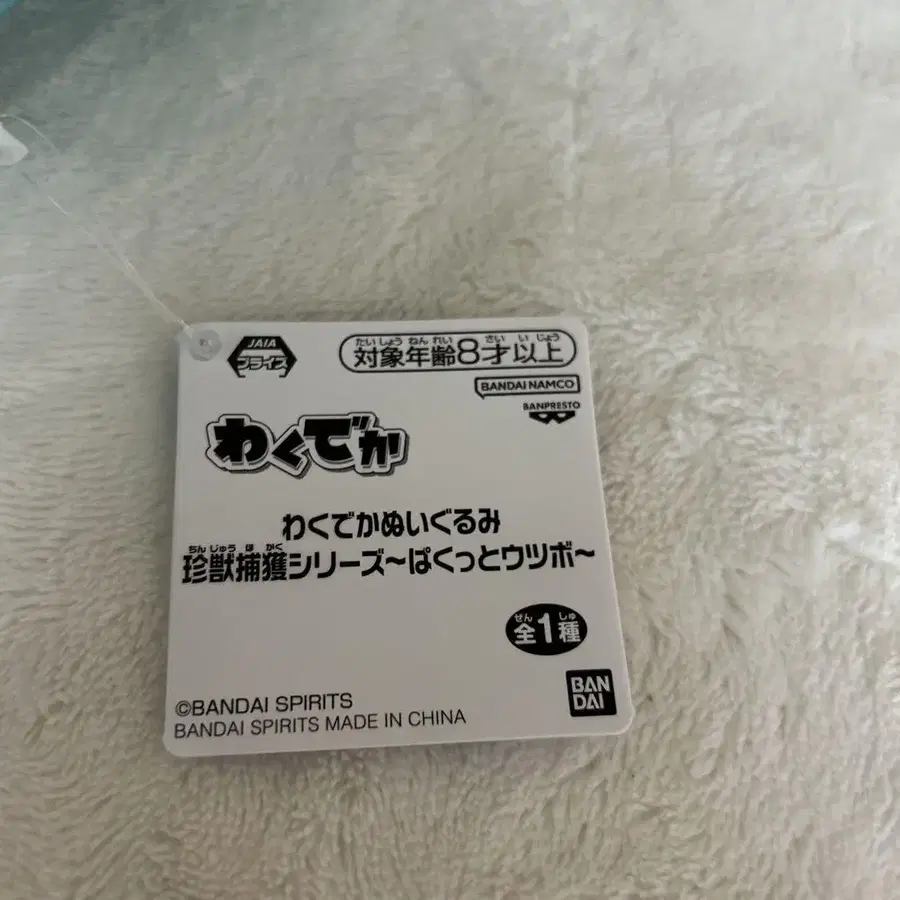 JAIA
プライズ
たいしょうねんれい さい いじょう
対象年齢8才以上
BANDAI NAMCO
BANPRESTO
わくでか
わくでかぬいぐるみ
ちんじゅう ほ かく
珍獣捕獲シリーズ~ぱくっとウツボ~
ぜん しゅ
全1種
©BANDAI SPIRITS
BANDAI SPIRITS MADE IN CHINA
BAN
DAI